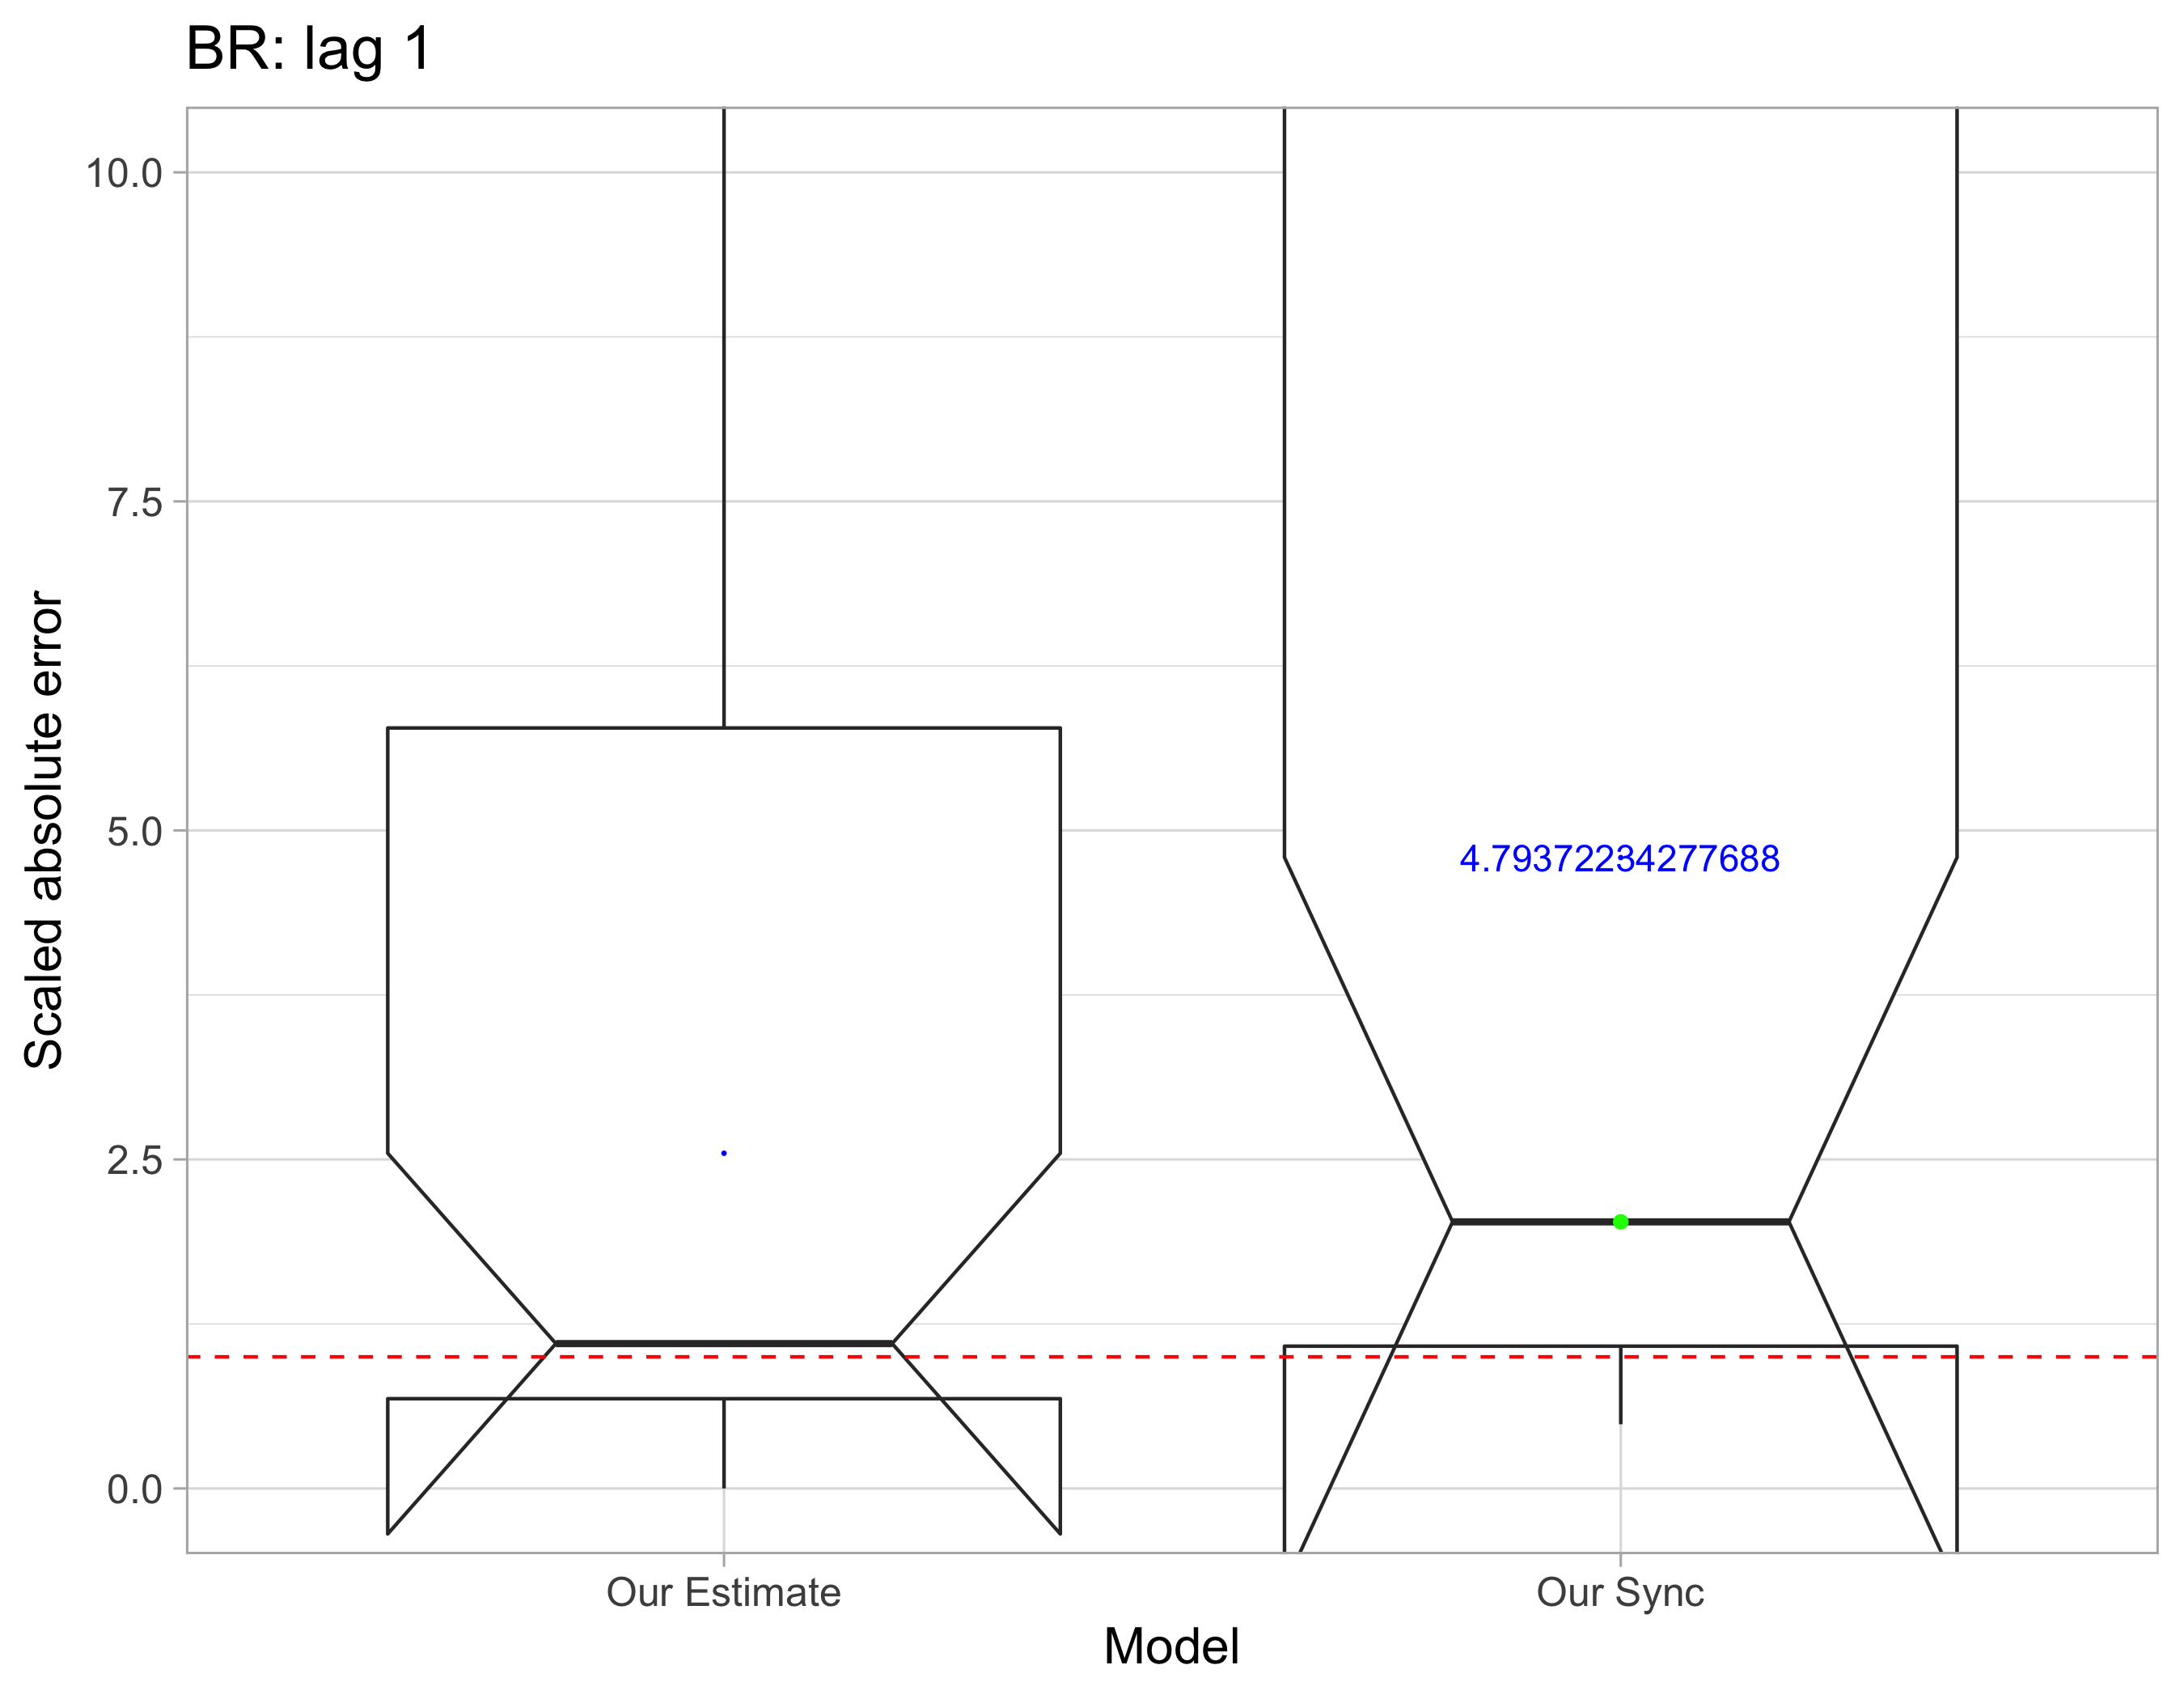 BR: lag 1
Scaled absolute error
10.0
7.5
5.0
2.5
0.0
4.79372234277688
Our Estimate
Our Sync
Model